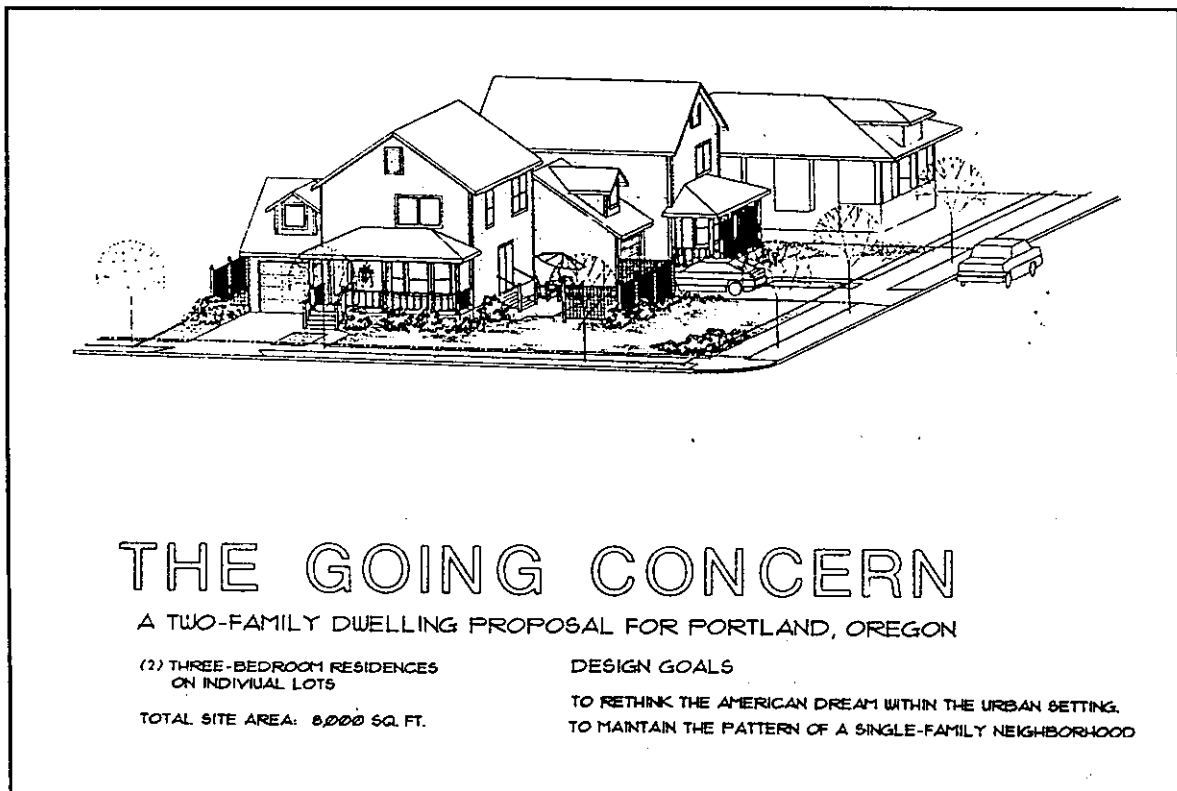 THE GOING CONCERN
A TWO-FAMILY DWELLING PROPOSAL FOR PORTLAND, OREGON
(2) THREE-BEDROOM RESIDENCES
ON INDIVIUAL LOTS
TOTAL SITE AREA: 8,000 SQ. FT.
DESIGN GOALS
TO RETHINK THE AMERICAN DREAM WITHIN THE URBAN SETTING.
TO MAINTAIN THE PATTERN OF A SINGLE-FAMILY NEIGHBORHOOD